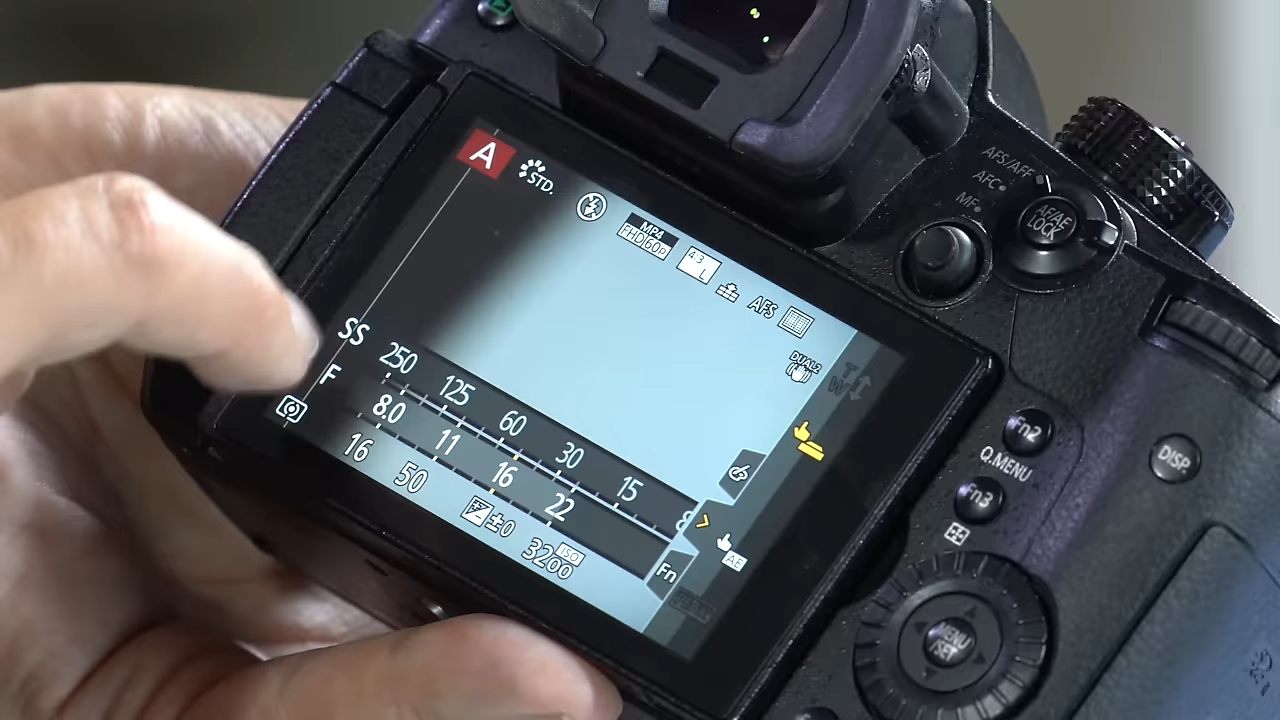 A
STD.
MP4
FHD/60p
4:3
L
AFS
DUAL2
T
W
SS
250 125 60 30 15 8
F
8.0 11 16 22
16 50 ±0 ISO
3200
AE
Fn
AFS/AFF
AFC
MF
AF/AE
LOCK
Fn2
Q.MENU
Fn3
DISP
MENU
/SET